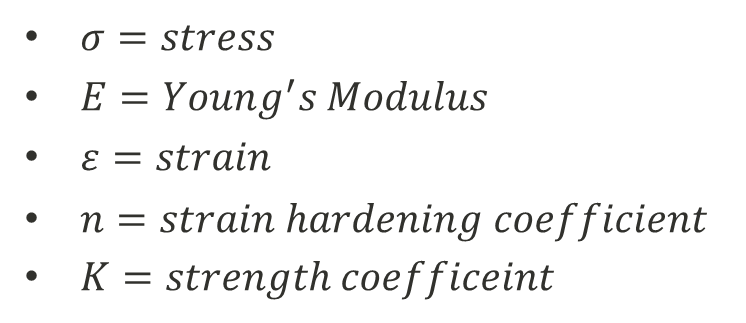 • σ = stress
• E = Young's Modulus
• ε = strain
• n = strain hardening coefficient
• K = strength coefficeint